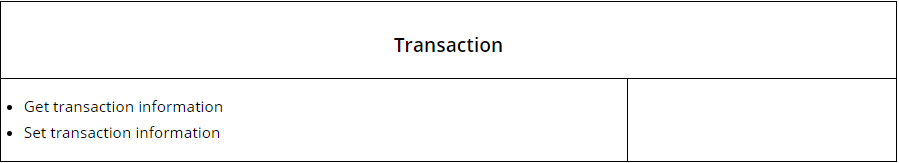 Transaction
• Get transaction information
• Set transaction information